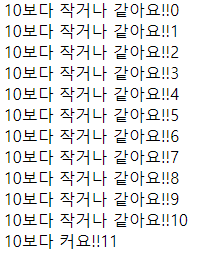 10보다 작거나 같아요!!0
10보다 작거나 같아요!!1
10보다 작거나 같아요!!2
10보다 작거나 같아요!!3
10보다 작거나 같아요!!4
10보다 작거나 같아요!!5
10보다 작거나 같아요!!6
10보다 작거나 같아요!!7
10보다 작거나 같아요!!8
10보다 작거나 같아요!!9
10보다 작거나 같아요!!10
10보다 커요!!11